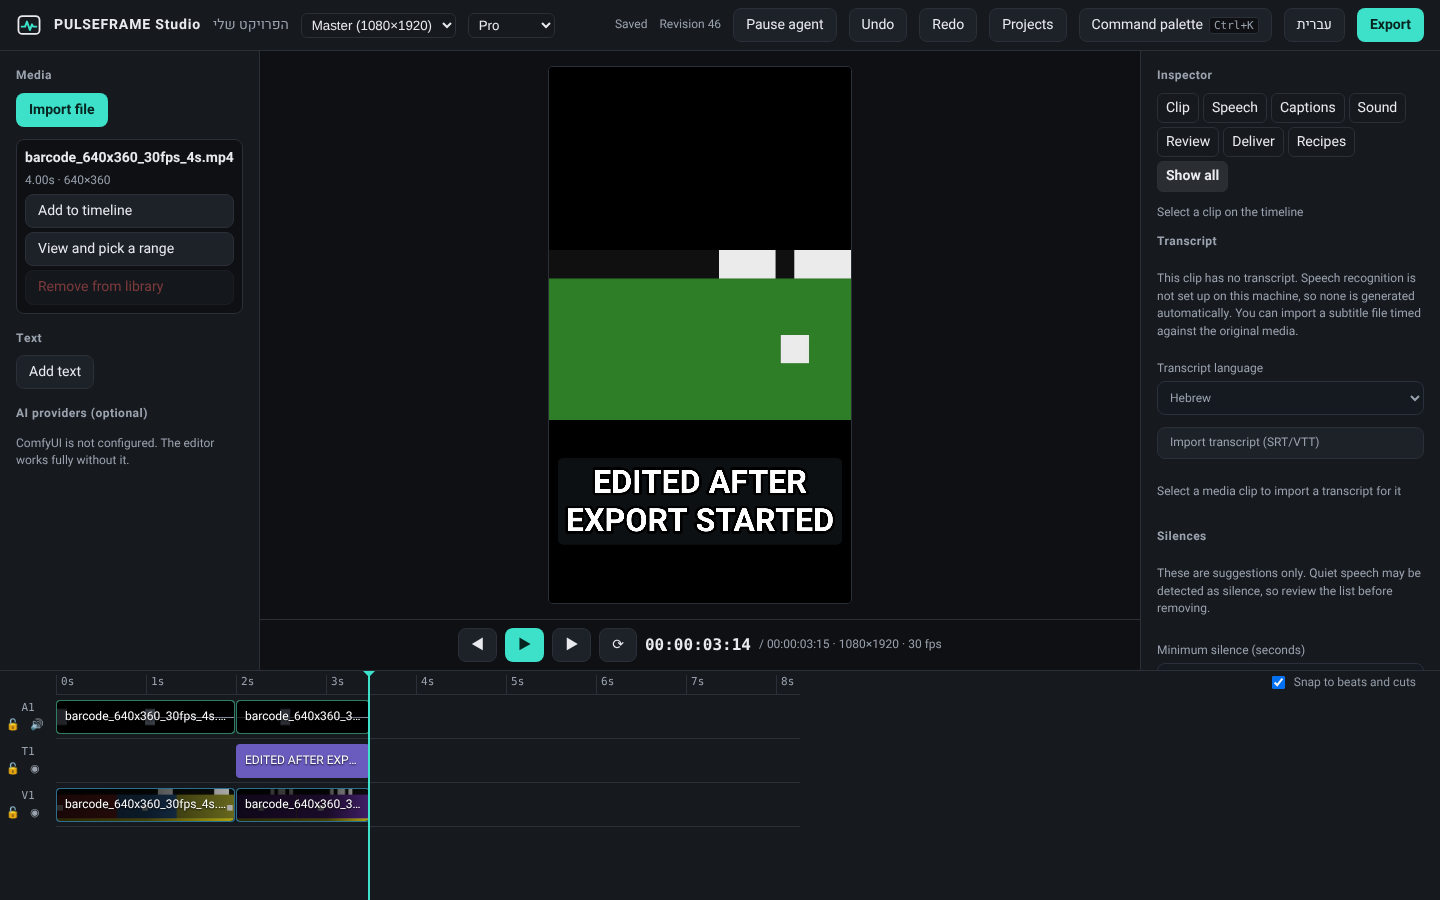 PULSEFRAME Studio
הפרויקט שלי
Master (1080×1920)
Pro
Saved
Revision 46
Pause agent
Undo
Redo
Projects
Command palette Ctrl+K
עברית
Export
Media
Import file
barcode_640x360_30fps_4s.mp4
4.00s · 640×360
Add to timeline
View and pick a range
Remove from library
Text
Add text
AI providers (optional)
ComfyUI is not configured. The editor
works fully without it.
EDITED AFTER
EXPORT STARTED
00:00:03:14 / 00:00:03:15 · 1080×1920 · 30 fps
Inspector
Clip
Speech
Captions
Sound
Review
Deliver
Recipes
Show all
Select a clip on the timeline
Transcript
This clip has no transcript. Speech recognition is
not set up on this machine, so none is generated
automatically. You can import a subtitle file timed
against the original media.
Transcript language
Hebrew
Import transcript (SRT/VTT)
Select a media clip to import a transcript for it
Silences
These are suggestions only. Quiet speech may be
detected as silence, so review the list before
removing.
Minimum silence (seconds)
0s 1s 2s 3s 4s 5s 6s 7s 8s
Snap to beats and cuts
A1
barcode_640x360_30fps_4s.…
barcode_640x360_3…
T1
EDITED AFTER EXP…
V1
barcode_640x360_30fps_4s.…
barcode_640x360_3…